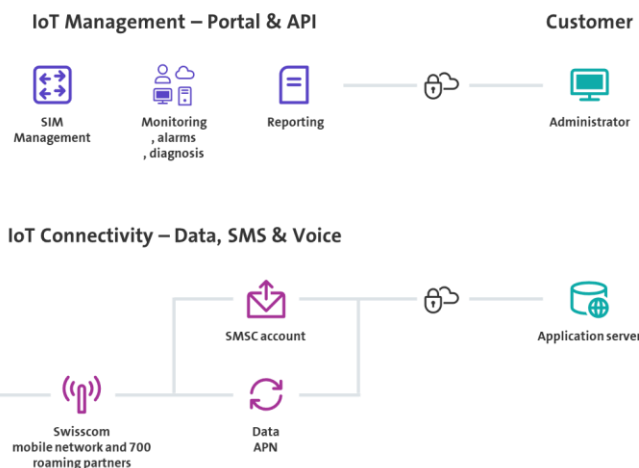 IoT Management – Portal & API
Customer
SIM
Management
Monitoring
, alarms
, diagnosis
Reporting
Administrator
IoT Connectivity – Data, SMS & Voice
SMSC account
Application server
Swisscom
mobile network and 700
roaming partners
Data
APN